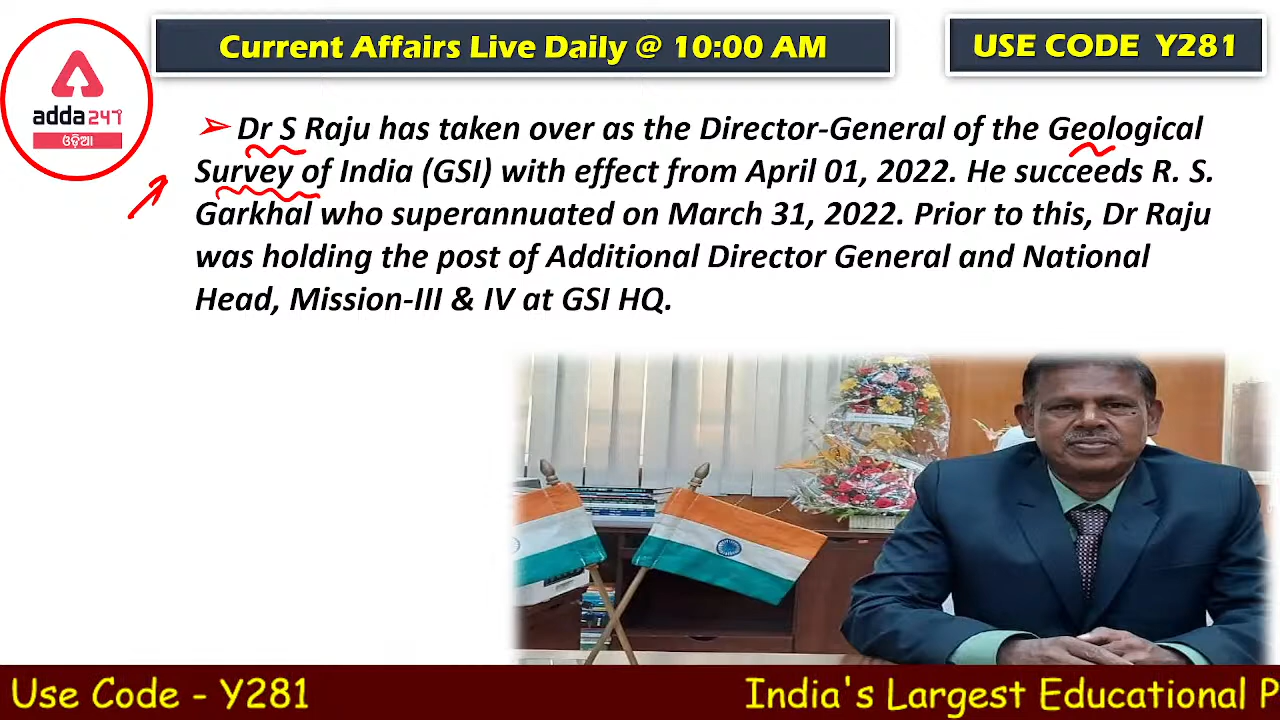 Current Affairs Live Daily @ 10:00 AM
USE CODE Y281
adda247
ଓଡ଼ିଆ
➢ Dr S Raju has taken over as the Director-General of the Geological
Survey of India (GSI) with effect from April 01, 2022. He succeeds R. S.
Garkhal who superannuated on March 31, 2022. Prior to this, Dr Raju
was holding the post of Additional Director General and National
Head, Mission-III & IV at GSI HQ.
Use Code - Y281
India's Largest Educational P